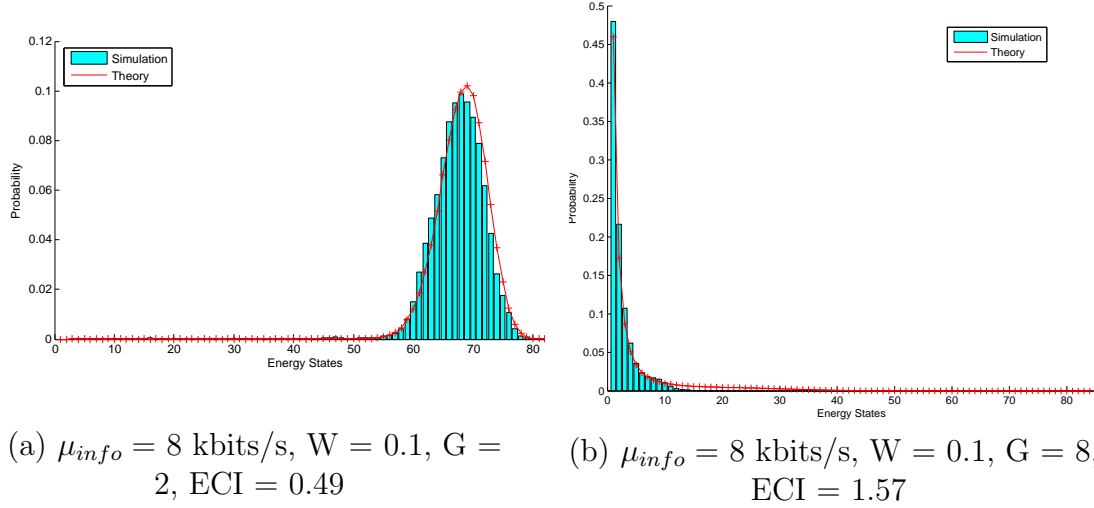 0.12
0.1
0.08
0.06
0.04
0.02
0
Probability
Simulation
Theory
0 10 20 30 40 50 60 70 80
Energy States
0.5
0.45
0.4
0.35
0.3
0.25
0.2
0.15
0.1
0.05
0
Probability
Simulation
Theory
0 10 20 30 40 50 60 70 80
Energy States
(a) μ_info = 8 kbits/s, W = 0.1, G =
2, ECI = 0.49
(b) μ_info = 8 kbits/s, W = 0.1, G = 8,
ECI = 1.57